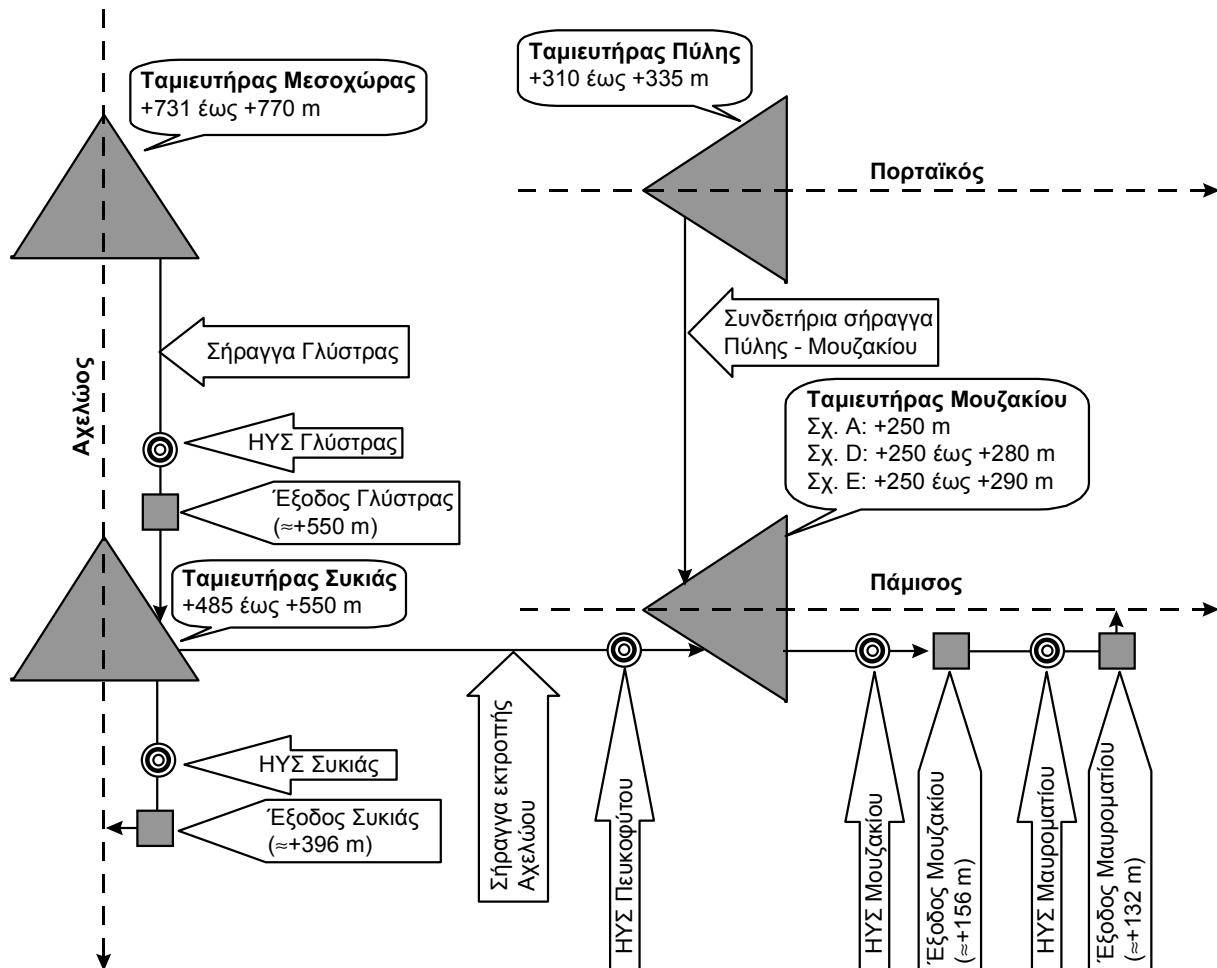 Ταμιευτήρας Μεσοχώρας
+731 έως +770 m
Ταμιευτήρας Πύλης
+310 έως +335 m
Πορταϊκός
Σήραγγα Γλύστρας
Συνδετήρια σήραγγα
Πύλης - Μουζακίου
Αχελώος
Ταμιευτήρας Μουζακίου
Σχ. A: +250 m
Σχ. D: +250 έως +280 m
Σχ. E: +250 έως +290 m
ΗΥΣ Γλύστρας
Έξοδος Γλύστρας
(≈+550 m)
Ταμιευτήρας Συκιάς
+485 έως +550 m
Πάμισος
ΗΥΣ Συκιάς
Έξοδος Συκιάς
(≈+396 m)
Σήραγγα εκτροπής
Αχελώου
ΗΥΣ Πευκοφύτου
ΗΥΣ Μουζακίου
Έξοδος Μουζακίου
(≈+156 m)
ΗΥΣ Μαυροματίου
Έξοδος Μαυροματίου
(≈+132 m)